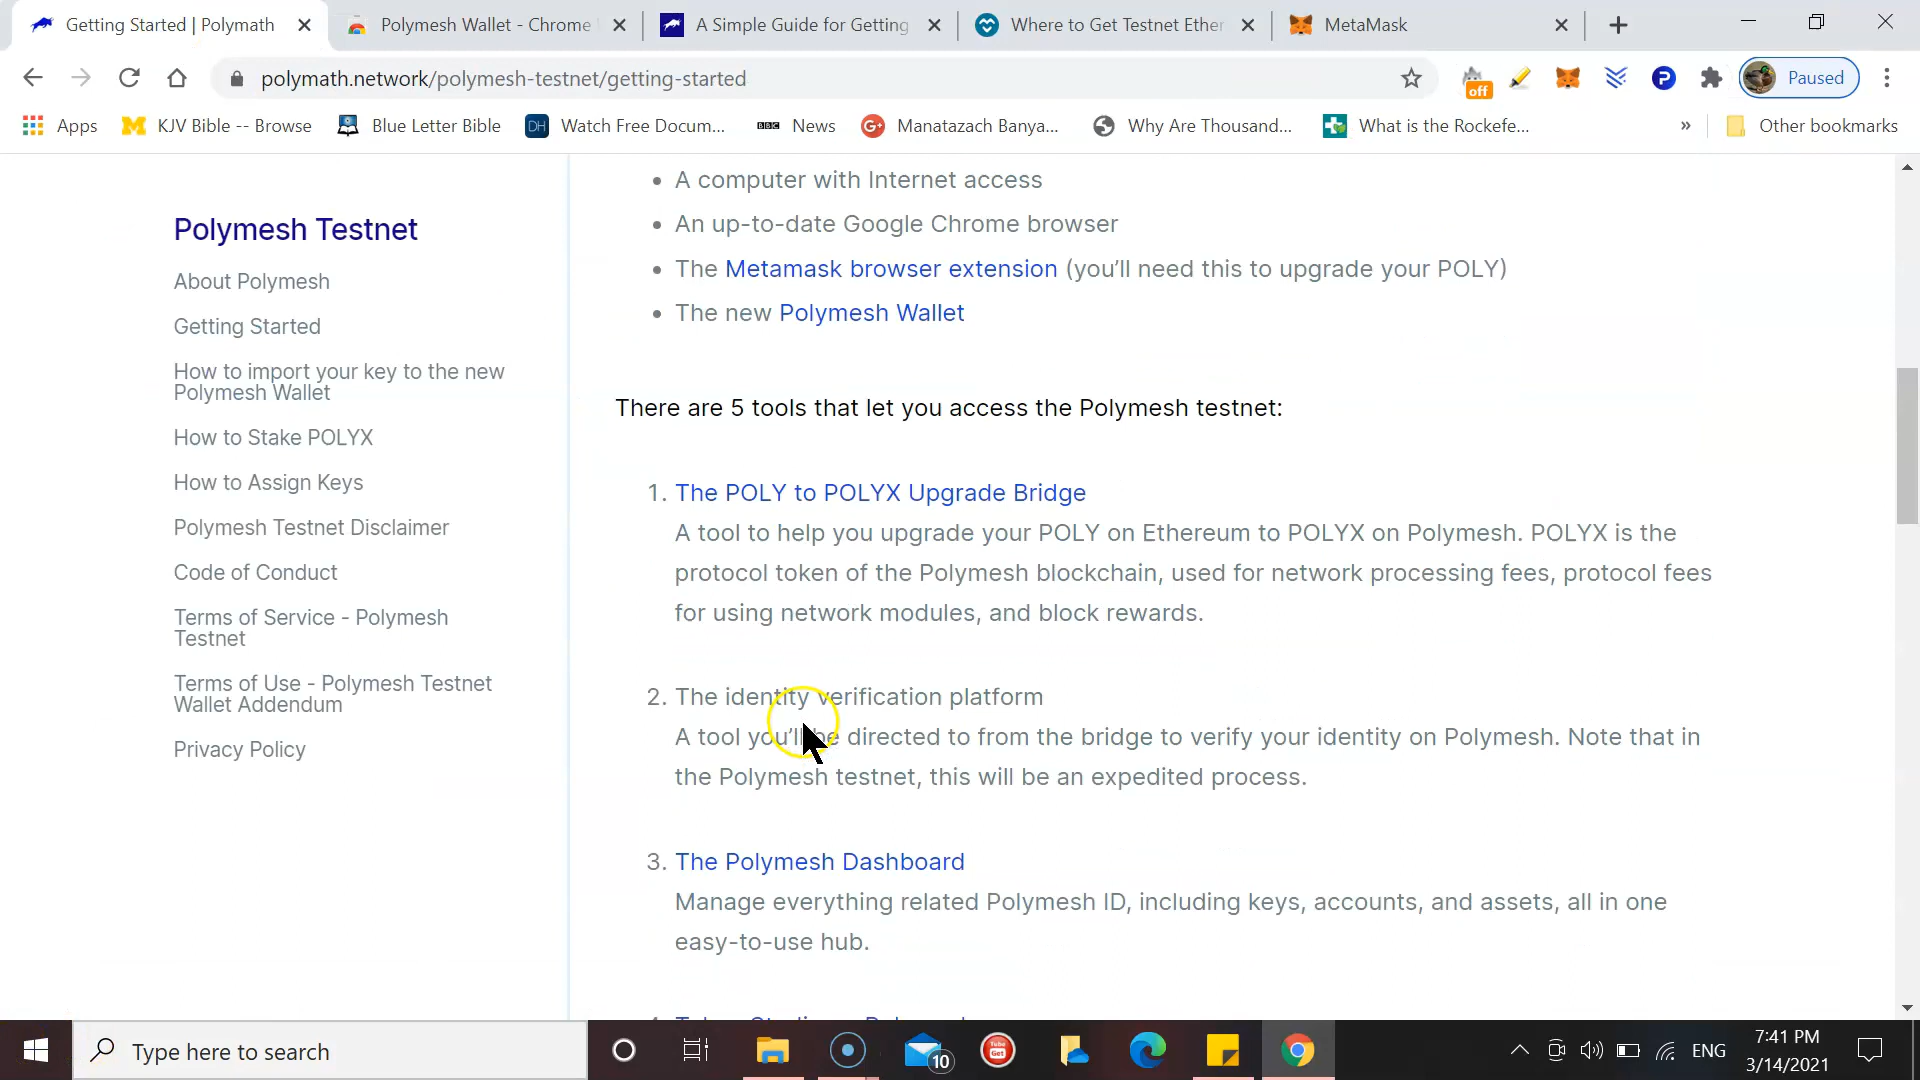 Getting Started | Polymath
Polymesh Wallet - Chrome
A Simple Guide for Getting
Where to Get Testnet Ether
MetaMask
polymath.network/polymesh-testnet/getting-started
off
Paused
Apps
KJV Bible -- Browse
Blue Letter Bible
DH
Watch Free Docum...
BBC
News
G+
Manatazach Banya...
Why Are Thousand...
What is the Rockefe...
»
Other bookmarks
Polymesh Testnet
About Polymesh
Getting Started
How to import your key to the new
Polymesh Wallet
How to Stake POLYX
How to Assign Keys
Polymesh Testnet Disclaimer
Code of Conduct
Terms of Service - Polymesh
Testnet
Terms of Use - Polymesh Testnet
Wallet Addendum
Privacy Policy
• A computer with Internet access
• An up-to-date Google Chrome browser
• The Metamask browser extension (you'll need this to upgrade your POLY)
• The new Polymesh Wallet
There are 5 tools that let you access the Polymesh testnet:
1. The POLY to POLYX Upgrade Bridge
A tool to help you upgrade your POLY on Ethereum to POLYX on Polymesh. POLYX is the
protocol token of the Polymesh blockchain, used for network processing fees, protocol fees
for using network modules, and block rewards.
2. The identity verification platform
A tool you'll be directed to from the bridge to verify your identity on Polymesh. Note that in
the Polymesh testnet, this will be an expedited process.
3. The Polymesh Dashboard
Manage everything related Polymesh ID, including keys, accounts, and assets, all in one
easy-to-use hub.
Type here to search
10
Tube
Get
ENG
7:41 PM
3/14/2021